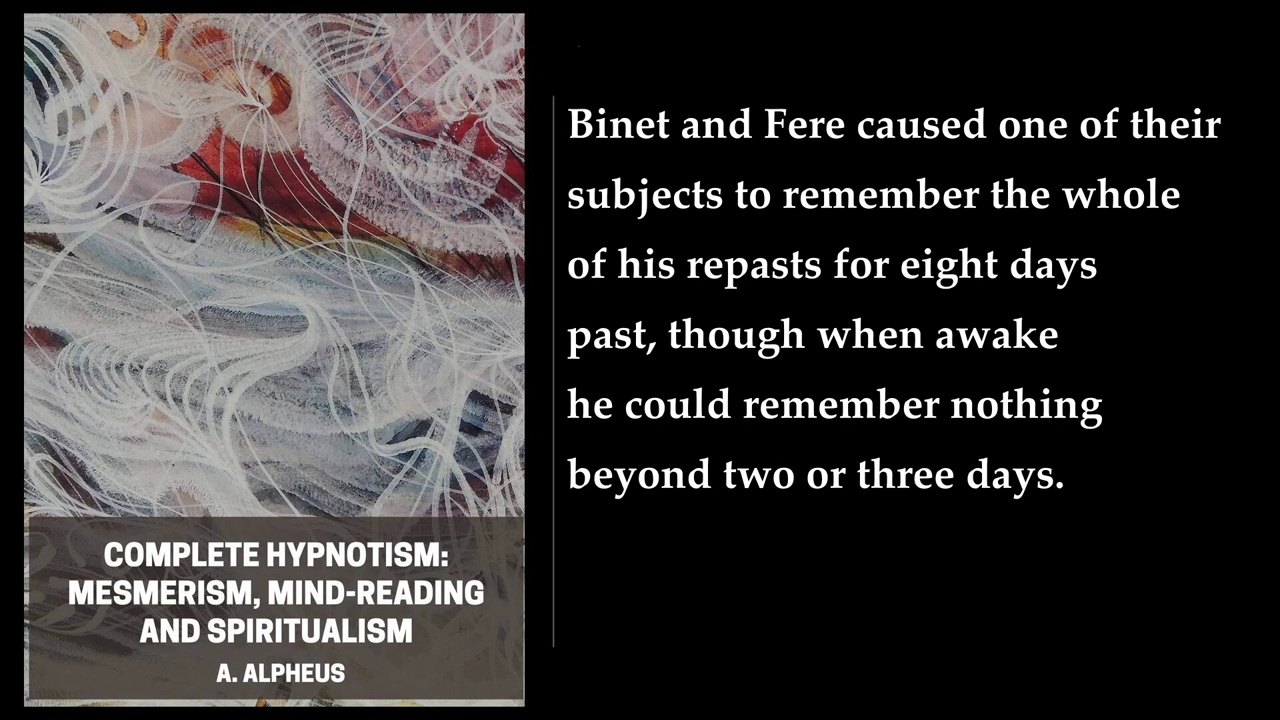 Binet and Fere caused one of their
subjects to remember the whole
of his repasts for eight days
past, though when awake
he could remember nothing
beyond two or three days.
COMPLETE HYPNOTISM:
MESMERISM, MIND-READING
AND SPIRITUALISM
A. ALPHEUS